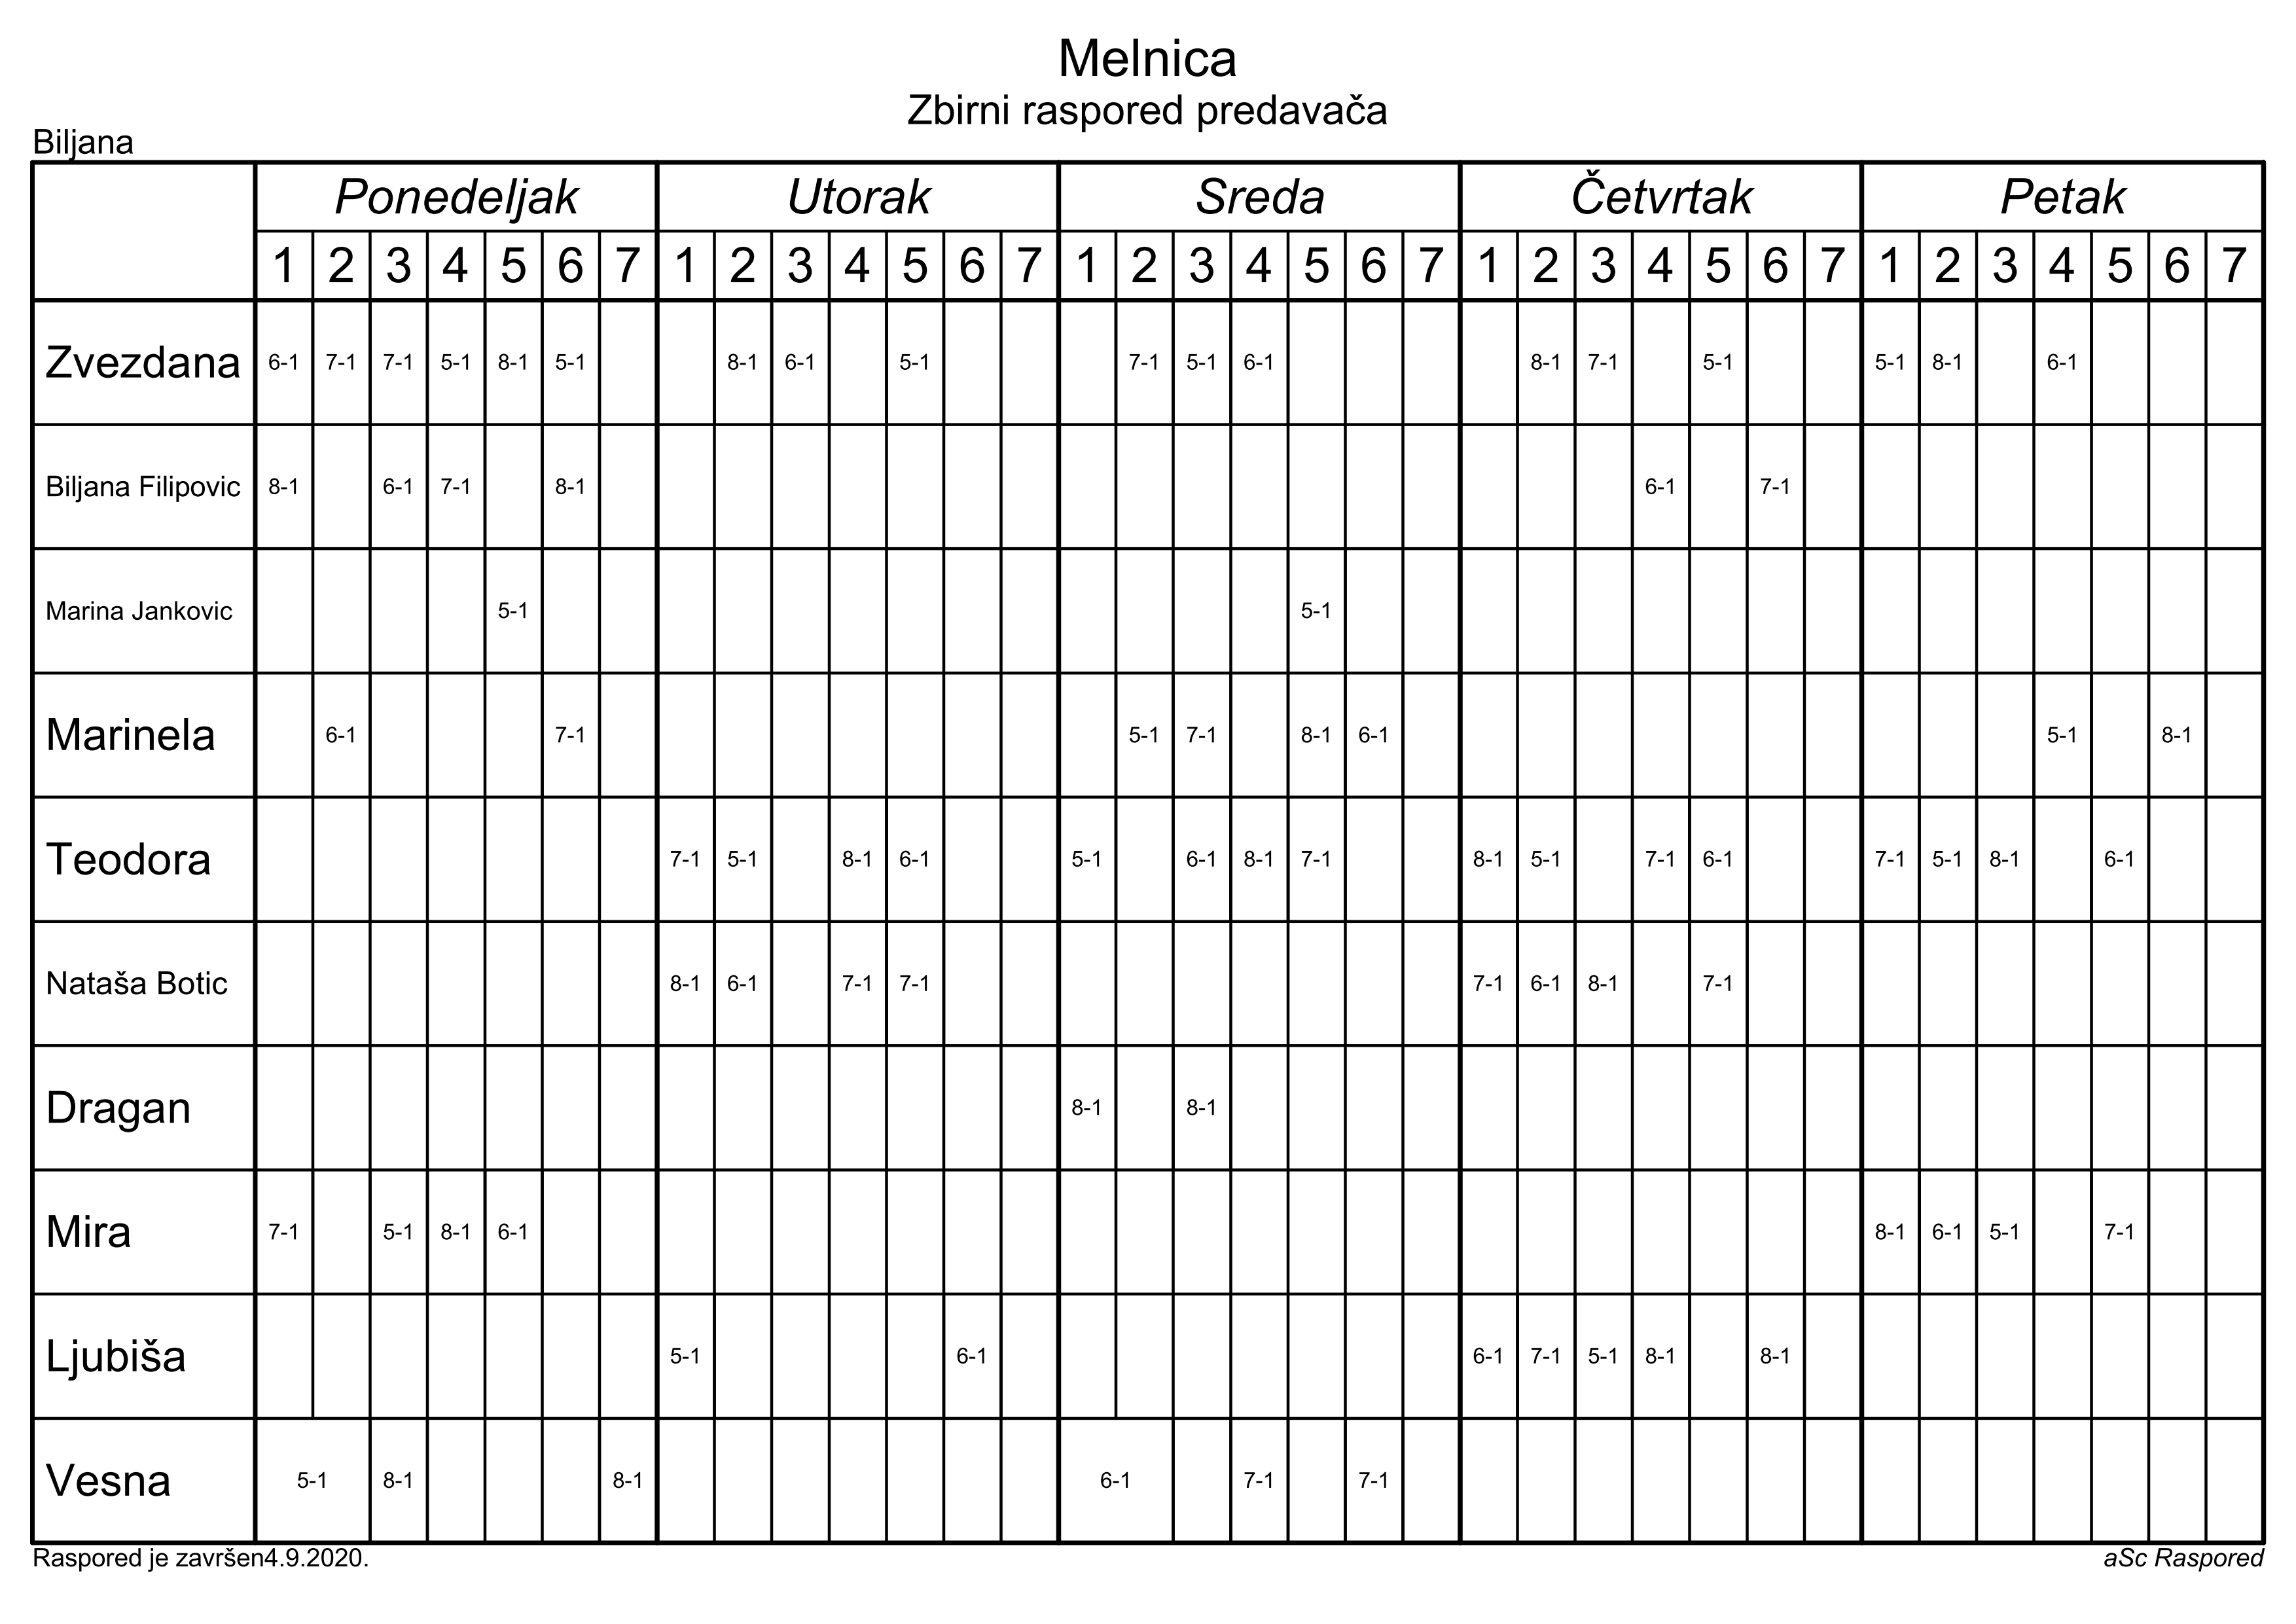 Melnica
Zbirni raspored predavača
Biljana
Ponedeljak Utorak Sreda Četvrtak Petak
1 2 3 4 5 6 7 1 2 3 4 5 6 7 1 2 3 4 5 6 7 1 2 3 4 5 6 7 1 2 3 4 5 6 7
Zvezdana 6-1 7-1 7-1 5-1 8-1 5-1 8-1 6-1 5-1 7-1 5-1 6-1 8-1 7-1 5-1 5-1 8-1 6-1
Biljana Filipovic 8-1 6-1 7-1 8-1 6-1 7-1
Marina Jankovic 5-1 5-1
Marinela 6-1 7-1 5-1 7-1 8-1 6-1 5-1 8-1
Teodora 7-1 5-1 8-1 6-1 5-1 6-1 8-1 7-1 8-1 5-1 7-1 6-1 7-1 5-1 8-1 6-1
Nataša Botic 8-1 6-1 7-1 7-1 7-1 6-1 8-1 7-1
Dragan 8-1 8-1
Mira 7-1 5-1 8-1 6-1 8-1 6-1 5-1 7-1
Ljubiša 5-1 6-1 6-1 7-1 5-1 8-1 8-1
Vesna 5-1 8-1 8-1 6-1 7-1 7-1
Raspored je završen4.9.2020. aSc Raspored